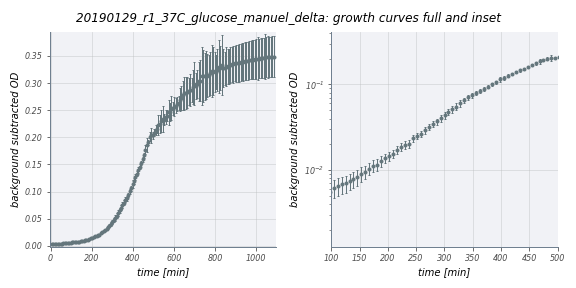 20190129_r1_37C_glucose_manuel_delta: growth curves full and inset
background subtracted OD
0.35
0.30
0.25
0.20
0.15
0.10
0.05
0.00
0 200 400 600 800 1000
time [min]
background subtracted OD
10⁻¹
10⁻²
100 150 200 250 300 350 400 450 500
time [min]